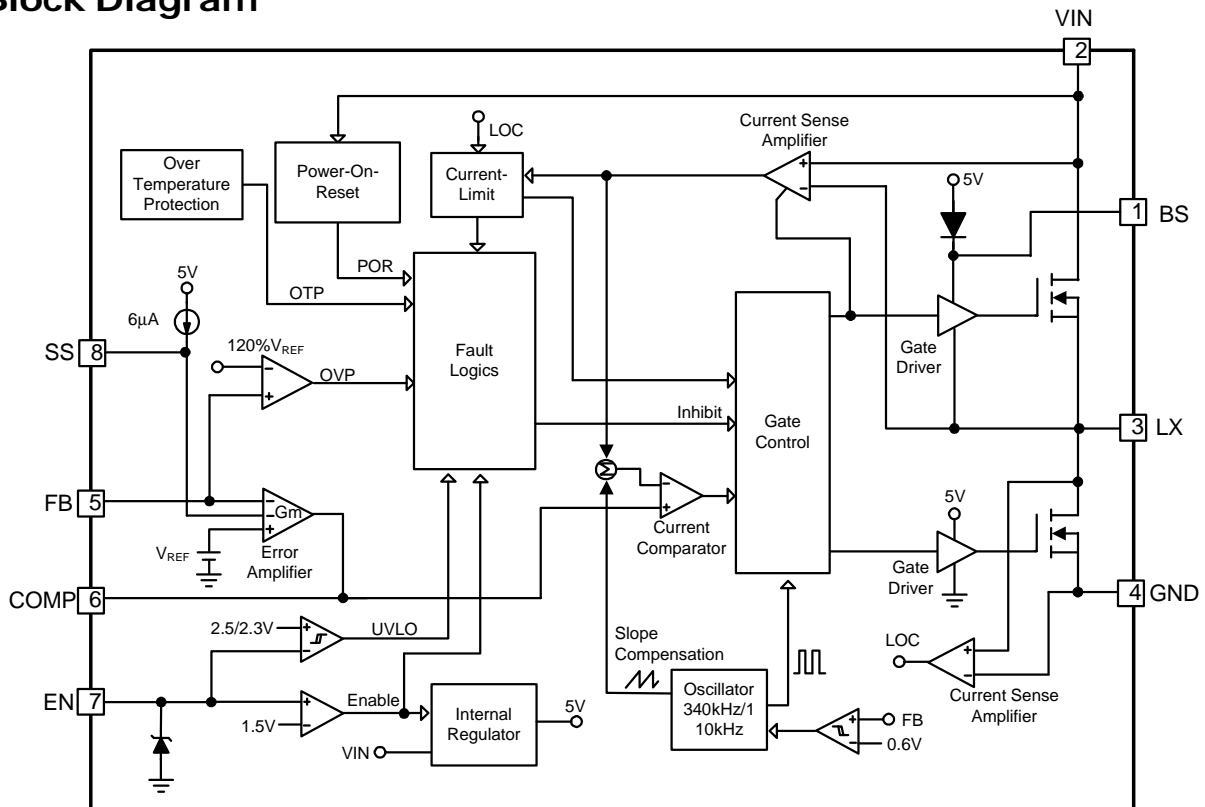 Block Diagram
VIN
2
LOC
Current Sense
Amplifier
+
-
Over
Temperature
Protection
Power-On-
Reset
Current-
Limit
5V
1 BS
POR
OTP
5V
6µA
SS 8
120%VREF
-
+
OVP
Fault
Logics
Gate
Driver
Inhibit
Gate
Control
3 LX
FB 5
-
-
+
Gm
VREF
Error
Amplifier
Σ
-
+
Current
Comparator
5V
Gate
Driver
COMP 6
4 GND
2.5/2.3V
+
-
UVLO
Slope
Compensation
LOC
+
-
Current Sense
Amplifier
EN 7
+
-
1.5V
Enable
Internal
Regulator
5V
VIN
Oscillator
340kHz/1
10kHz
+
-
FB
0.6V